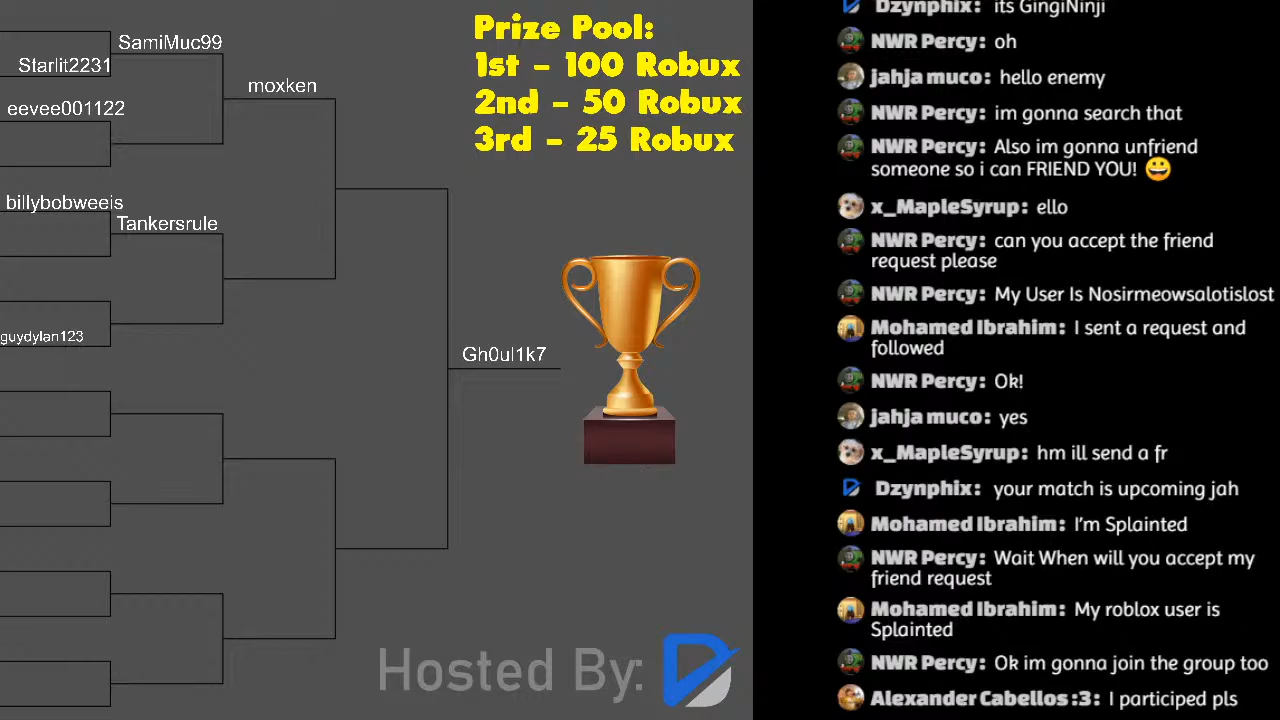 SamiMuc99
Starlit2231
moxken
eevee001122
billybobweeis
Tankersrule
guydylan123
Gh0ul1k7
Prize Pool:
1st - 100 Robux
2nd - 50 Robux
3rd - 25 Robux
Hosted By:
Dzynphix: its GingiNinji
NWR Percy: oh
jahja muco: hello enemy
NWR Percy: im gonna search that
NWR Percy: Also im gonna unfriend
someone so i can FRIEND YOU! 😀
x_MapleSyrup: ello
NWR Percy: can you accept the friend
request please
NWR Percy: My User Is Nosirmeowsalotislost
Mohamed Ibrahim: I sent a request and
followed
NWR Percy: Ok!
jahja muco: yes
x_MapleSyrup: hm ill send a fr
Dzynphix: your match is upcoming jah
Mohamed Ibrahim: I'm Splainted
NWR Percy: Wait When will you accept my
friend request
Mohamed Ibrahim: My roblox user is
Splainted
NWR Percy: Ok im gonna join the group too
Alexander Cabellos :3: I participed pls